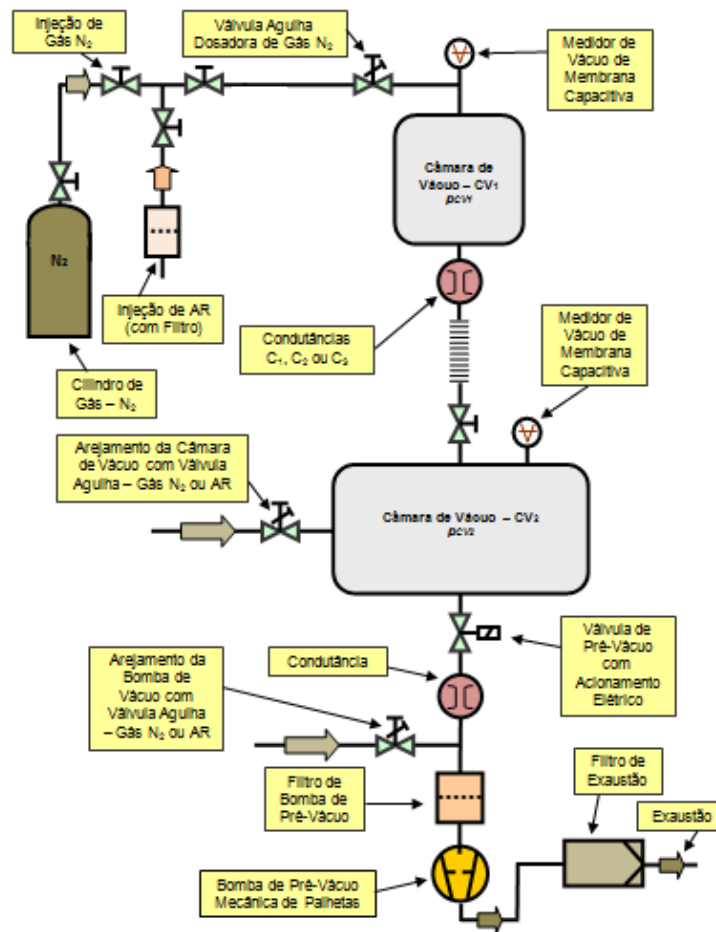 Injeção de
Gás N₂
Válvula Agulha
Dosadora de Gás N₂
Medidor de
Vácuo de
Membrana
Capacitiva
Câmara de
Vácuo – CV₁
pcv₁
N₂
Injeção de AR
(com Filtro)
Condutâncias
C₁, C₂ ou C₃
Medidor de
Vácuo de
Membrana
Capacitiva
Cilindro de
Gás – N₂
Arejamento da Câmara
de Vácuo com Válvula
Agulha – Gás N₂ ou AR
Câmara de Vácuo – CV₂
pcv₂
Válvula de
Pré-Vácuo
com
Acionamento
Elétrico
Condutância
Arejamento da
Bomba de
Vácuo com
Válvula Agulha
– Gás N₂ ou AR
Filtro de
Bomba de
Pré-Vácuo
Filtro de
Exaustão
Exaustão
Bomba de Pré-Vácuo
Mecânica de Palhetas